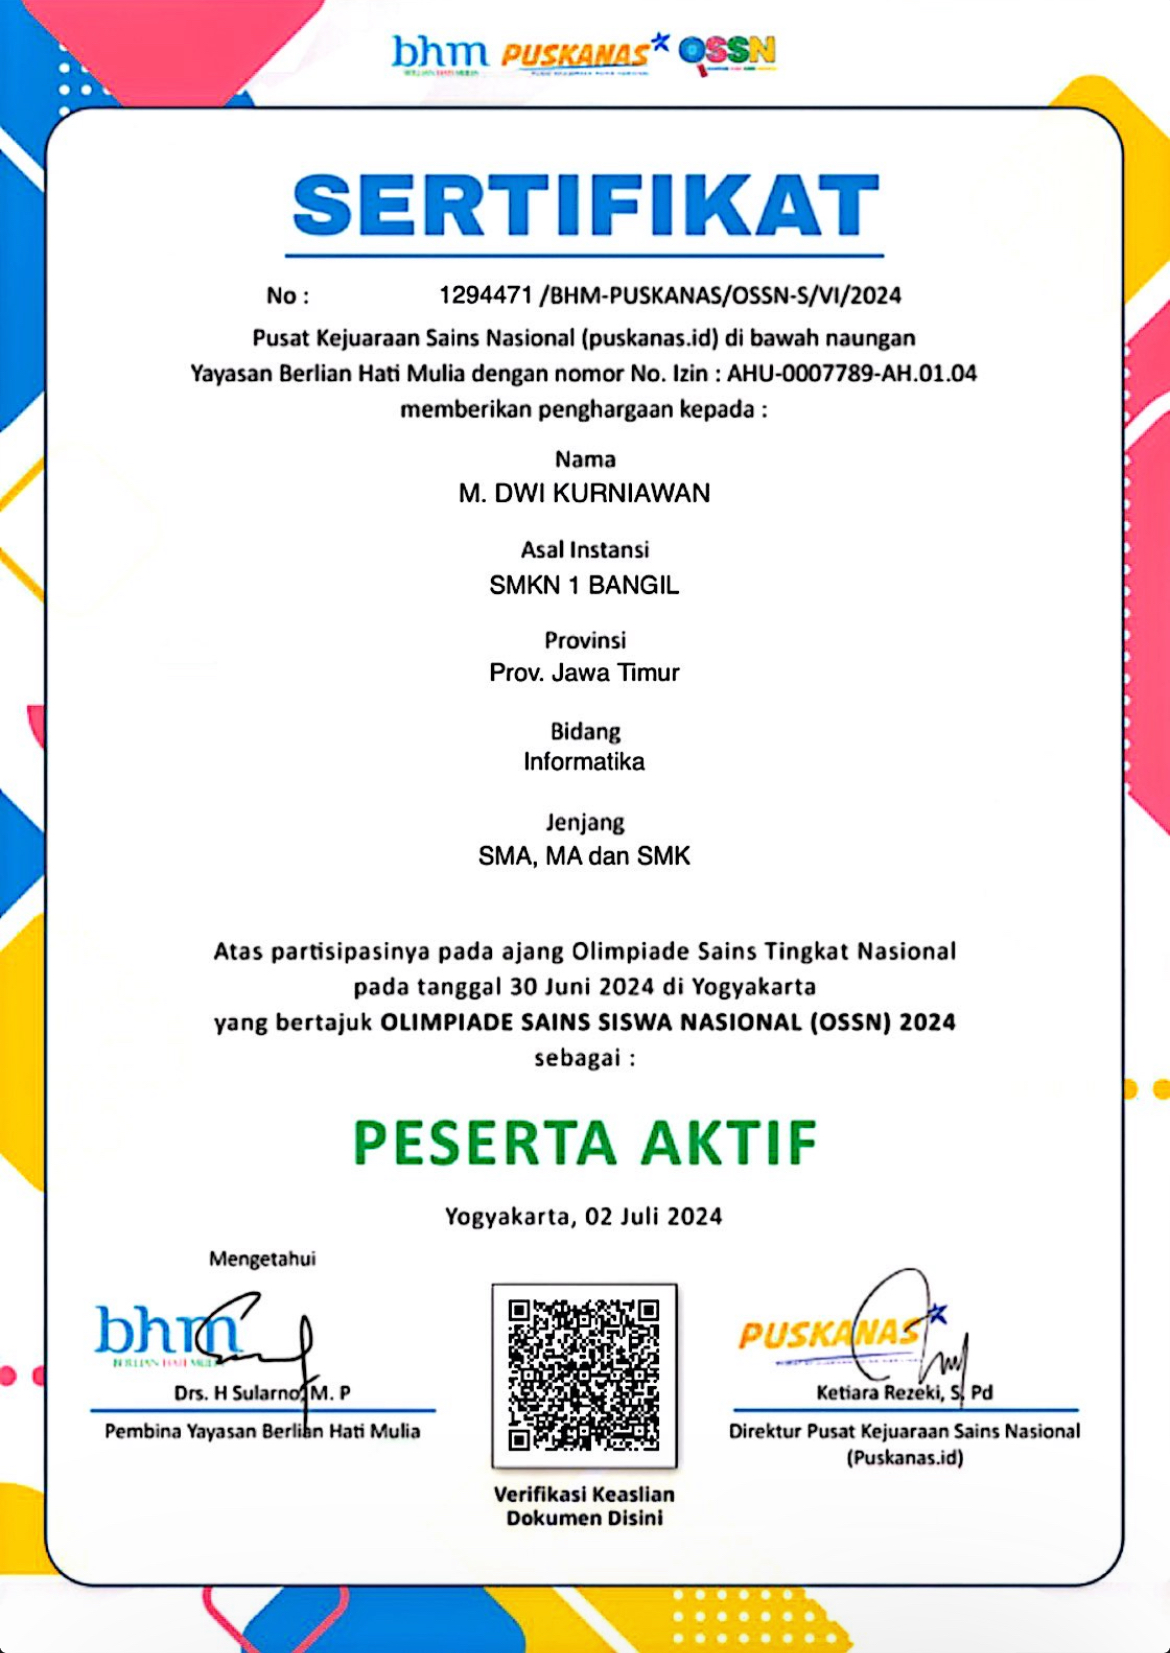 bhm PUSKANAS OSSN
SERTIFIKAT
No : 1294471 /BHM-PUSKANAS/OSSN-S/VI/2024
Pusat Kejuaraan Sains Nasional (puskanas.id) di bawah naungan
Yayasan Berlian Hati Mulia dengan nomor No. Izin : AHU-0007789-AH.01.04
memberikan penghargaan kepada :
Nama
M. DWI KURNIAWAN
Asal Instansi
SMKN 1 BANGIL
Provinsi
Prov. Jawa Timur
Bidang
Informatika
Jenjang
SMA, MA dan SMK
Atas partisipasinya pada ajang Olimpiade Sains Tingkat Nasional
pada tanggal 30 Juni 2024 di Yogyakarta
yang bertajuk OLIMPIADE SAINS SISWA NASIONAL (OSSN) 2024
sebagai :
PESERTA AKTIF
Yogyakarta, 02 Juli 2024
Mengetahui
bhm
BERLIAN HATI MULIA
Drs. H Sularno, M. P
Pembina Yayasan Berlian Hati Mulia
Verifikasi Keaslian
Dokumen Disini
PUSKANAS
Ketiara Rezeki, S. Pd
Direktur Pusat Kejuaraan Sains Nasional
(Puskanas.id)